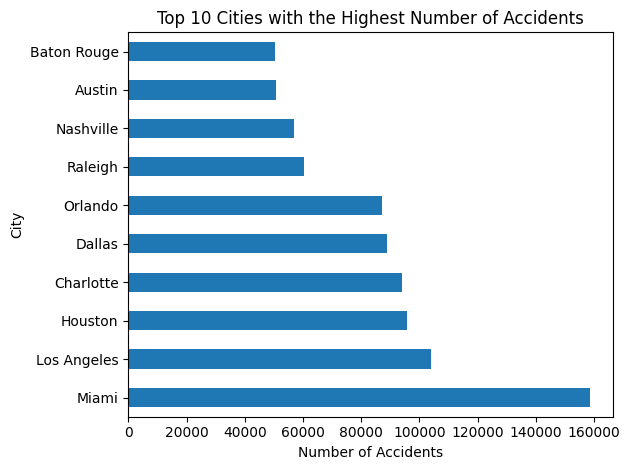 Top 10 Cities with the Highest Number of Accidents
Baton Rouge
Austin
Nashville
Raleigh
Orlando
Dallas
Charlotte
Houston
Los Angeles
Miami
City
0 20000 40000 60000 80000 100000 120000 140000 160000
Number of Accidents